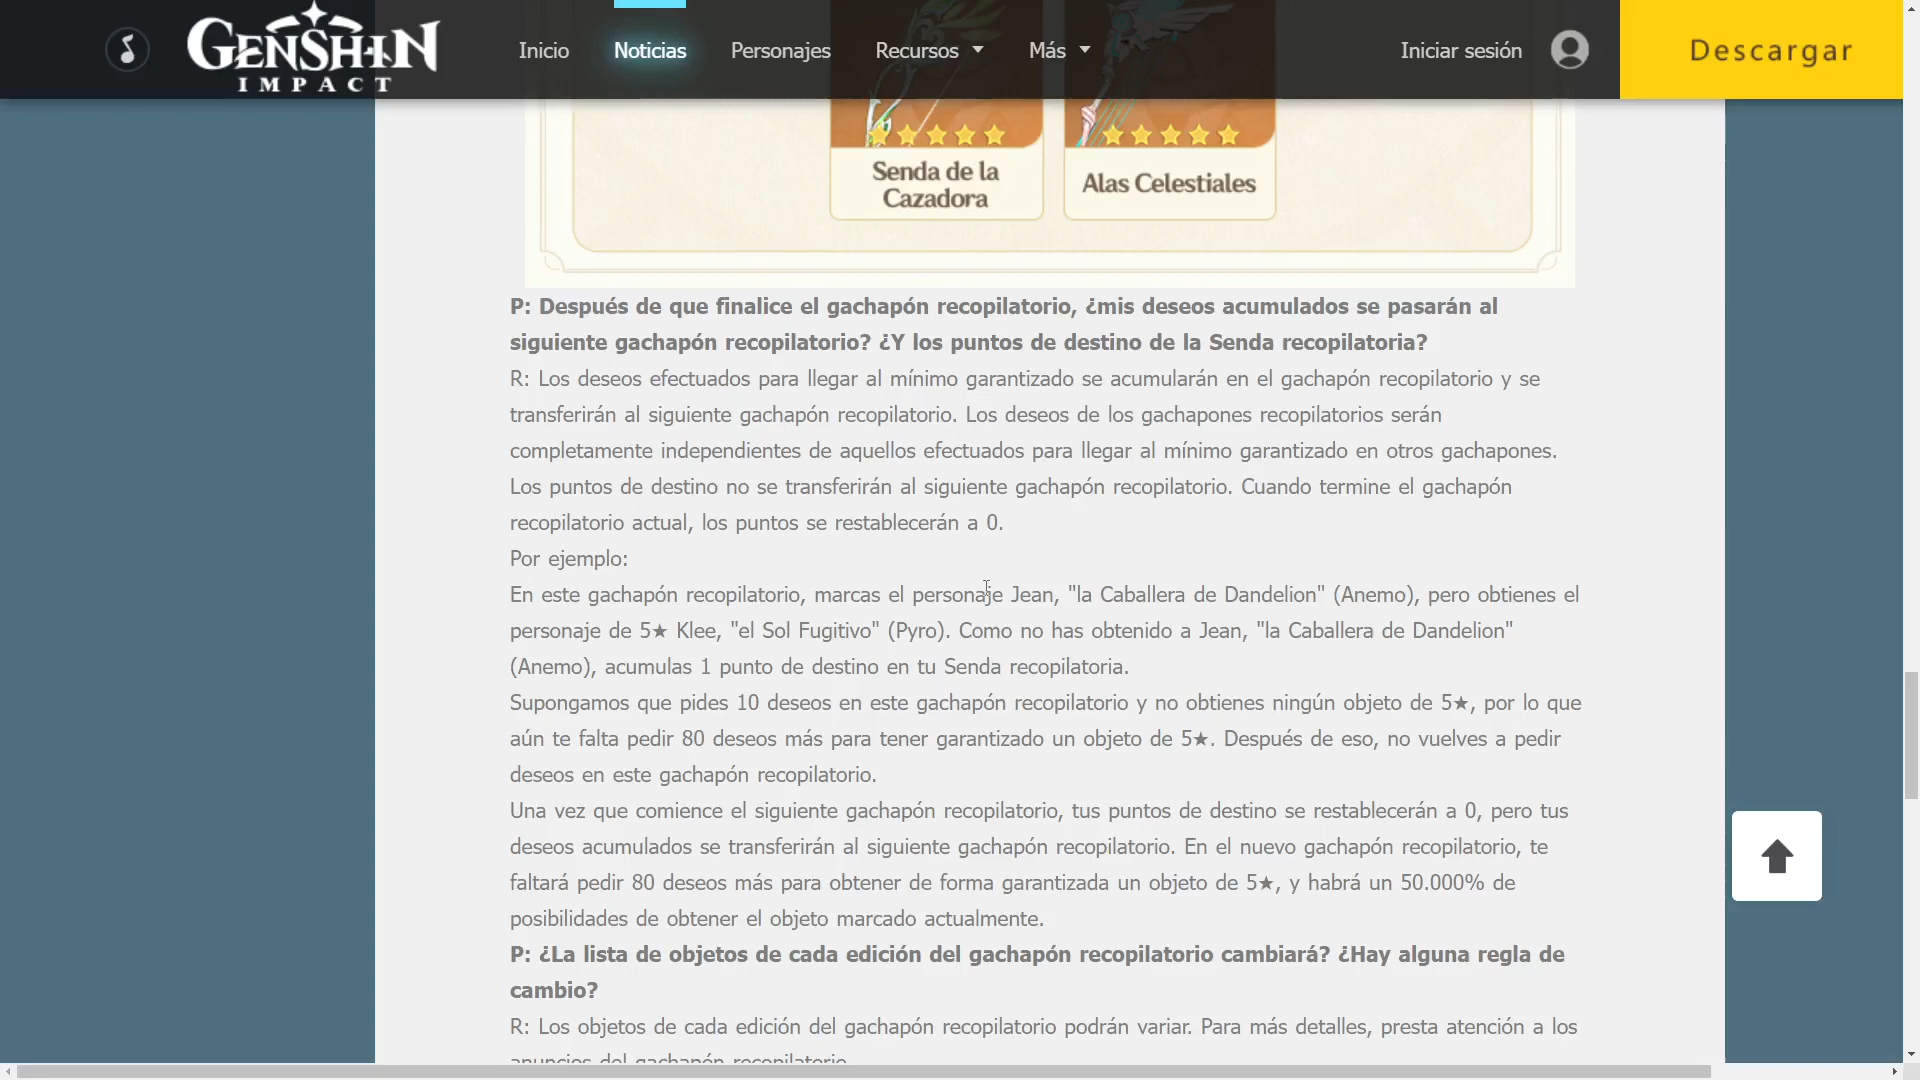 GENSHIN
IMPACT
Inicio
Noticias
Personajes
Recursos
Más
Iniciar sesión
Descargar
Senda de la
Cazadora
Alas Celestiales
P: Después de que finalice el gachapón recopilatorio, ¿mis deseos acumulados se pasarán al
siguiente gachapón recopilatorio? ¿Y los puntos de destino de la Senda recopilatoria?
R: Los deseos efectuados para llegar al mínimo garantizado se acumularán en el gachapón recopilatorio y se
transferirán al siguiente gachapón recopilatorio. Los deseos de los gachapones recopilatorios serán
completamente independientes de aquellos efectuados para llegar al mínimo garantizado en otros gachapones.
Los puntos de destino no se transferirán al siguiente gachapón recopilatorio. Cuando termine el gachapón
recopilatorio actual, los puntos se restablecerán a 0.
Por ejemplo:
En este gachapón recopilatorio, marcas el personaje Jean, "la Caballera de Dandelion" (Anemo), pero obtienes el
personaje de 5★ Klee, "el Sol Fugitivo" (Pyro). Como no has obtenido a Jean, "la Caballera de Dandelion"
(Anemo), acumulas 1 punto de destino en tu Senda recopilatoria.
Supongamos que pides 10 deseos en este gachapón recopilatorio y no obtienes ningún objeto de 5★, por lo que
aún te falta pedir 80 deseos más para tener garantizado un objeto de 5★. Después de eso, no vuelves a pedir
deseos en este gachapón recopilatorio.
Una vez que comience el siguiente gachapón recopilatorio, tus puntos de destino se restablecerán a 0, pero tus
deseos acumulados se transferirán al siguiente gachapón recopilatorio. En el nuevo gachapón recopilatorio, te
faltará pedir 80 deseos más para obtener de forma garantizada un objeto de 5★, y habrá un 50.000% de
posibilidades de obtener el objeto marcado actualmente.
P: ¿La lista de objetos de cada edición del gachapón recopilatorio cambiará? ¿Hay alguna regla de
cambio?
R: Los objetos de cada edición del gachapón recopilatorio podrán variar. Para más detalles, presta atención a los
anuncios del gachapón recopilatorio.